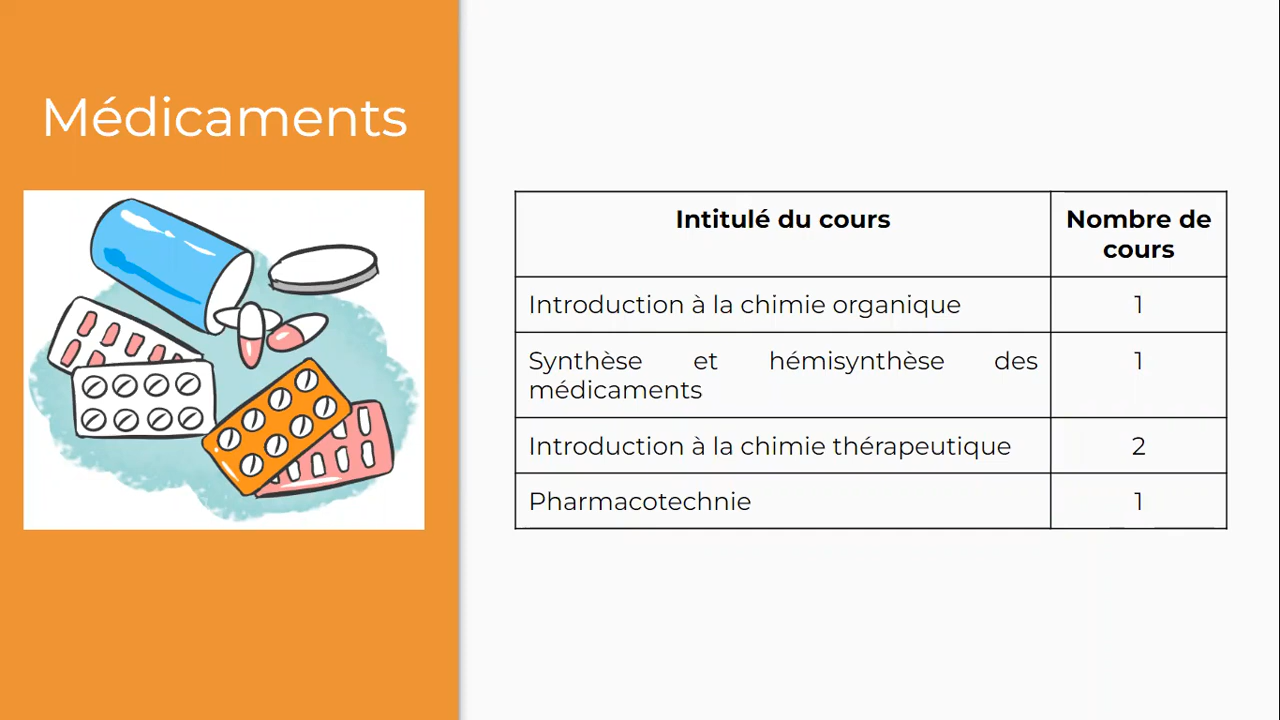 Médicaments
Intitulé du cours
Nombre de
cours
Introduction à la chimie organique
1
Synthèse et hémisynthèse des
médicaments
1
Introduction à la chimie thérapeutique
2
Pharmacotechnie
1